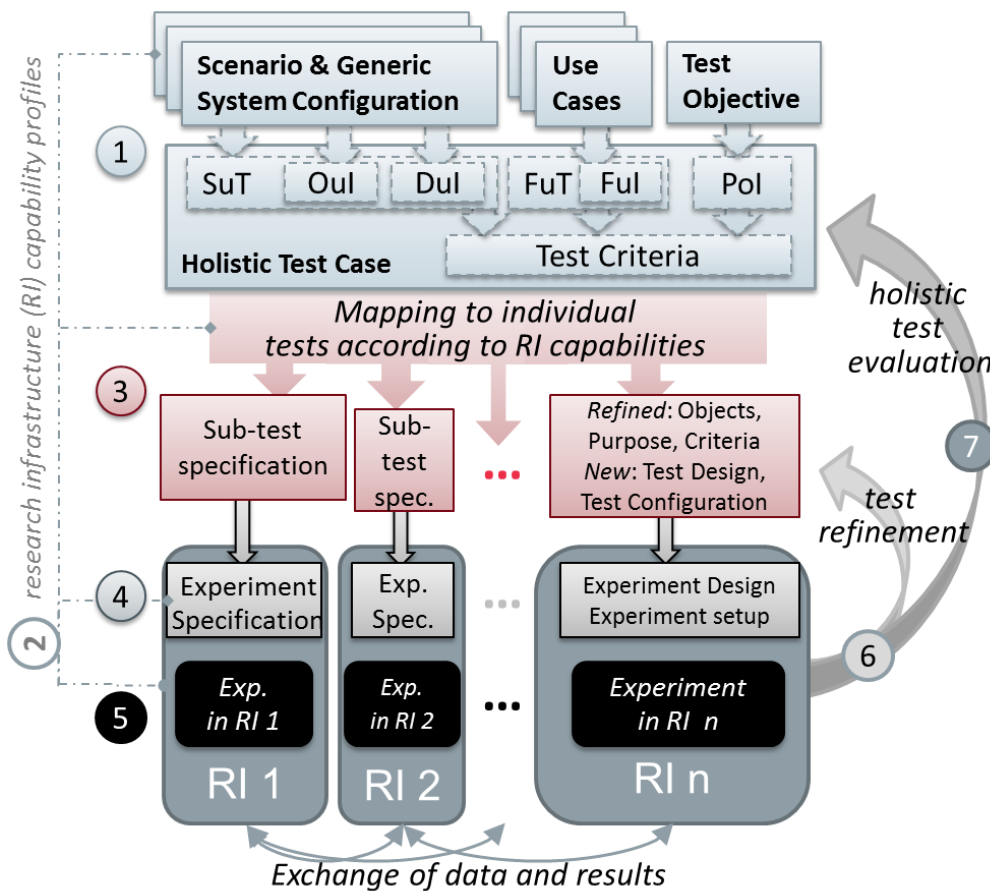 Scenario & Generic
System Configuration
Use
Cases
Test
Objective
research infrastructure (RI) capability profiles
1
SuT
OuI
DuI
FuT
FuI
PoI
Test Criteria
Holistic Test Case
Mapping to individual
tests according to RI capabilities
holistic
test
evaluation
3
Sub-test
specification
Sub-
test
spec.
...
Refined: Objects,
Purpose, Criteria
New: Test Design,
Test Configuration
7
test
refinement
4
Experiment
Specification
Exp.
Spec.
...
Experiment Design
Experiment setup
2
6
5
Exp.
in RI 1
Exp.
in RI 2
...
Experiment
in RI n
RI 1
RI 2
RI n
Exchange of data and results